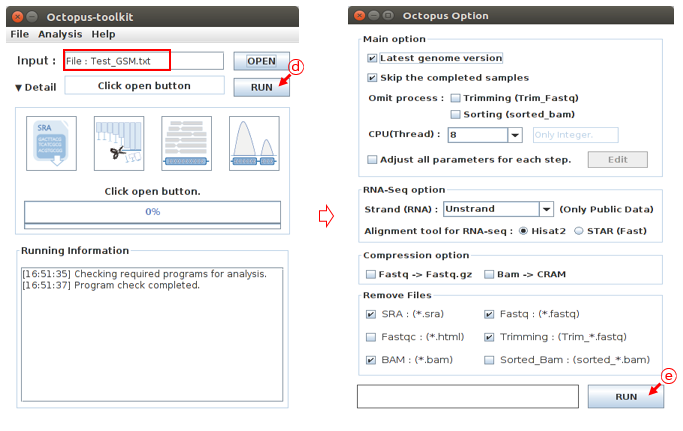 Octopus-toolkit
File Analysis Help
Input : File : Test_GSM.txt OPEN
d
▼ Detail Click open button RUN
SRA
Click open button.
0%
Running Information
[16:51:35] Checking required programs for analysis.
[16:51:37] Program check completed.
Octopus Option
Main option
Latest genome version
Skip the completed samples
Omit process : Trimming (Trim_Fastq)
Sorting (sorted_bam)
CPU(Thread) : 8 Only Integer.
Adjust all parameters for each step. Edit
RNA-Seq option
Strand (RNA) : Unstrand (Only Public Data)
Alignment tool for RNA-seq : Hisat2 STAR (Fast)
Compression option
Fastq -> Fastq.gz Bam -> CRAM
Remove Files
SRA : (*.sra) Fastq : (*.fastq)
Fastqc : (*.html) Trimming : (Trim_*.fastq)
BAM : (*.bam) Sorted_Bam : (sorted_*.bam)
e
RUN